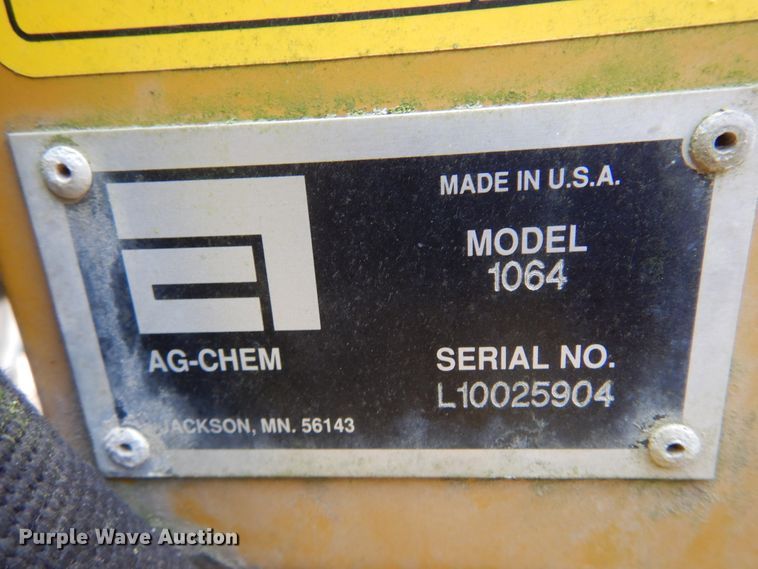 MADE IN U.S.A.
MODEL
1064
AG-CHEM
SERIAL NO.
L10025904
JACKSON, MN. 56143
Purple Wave Auction